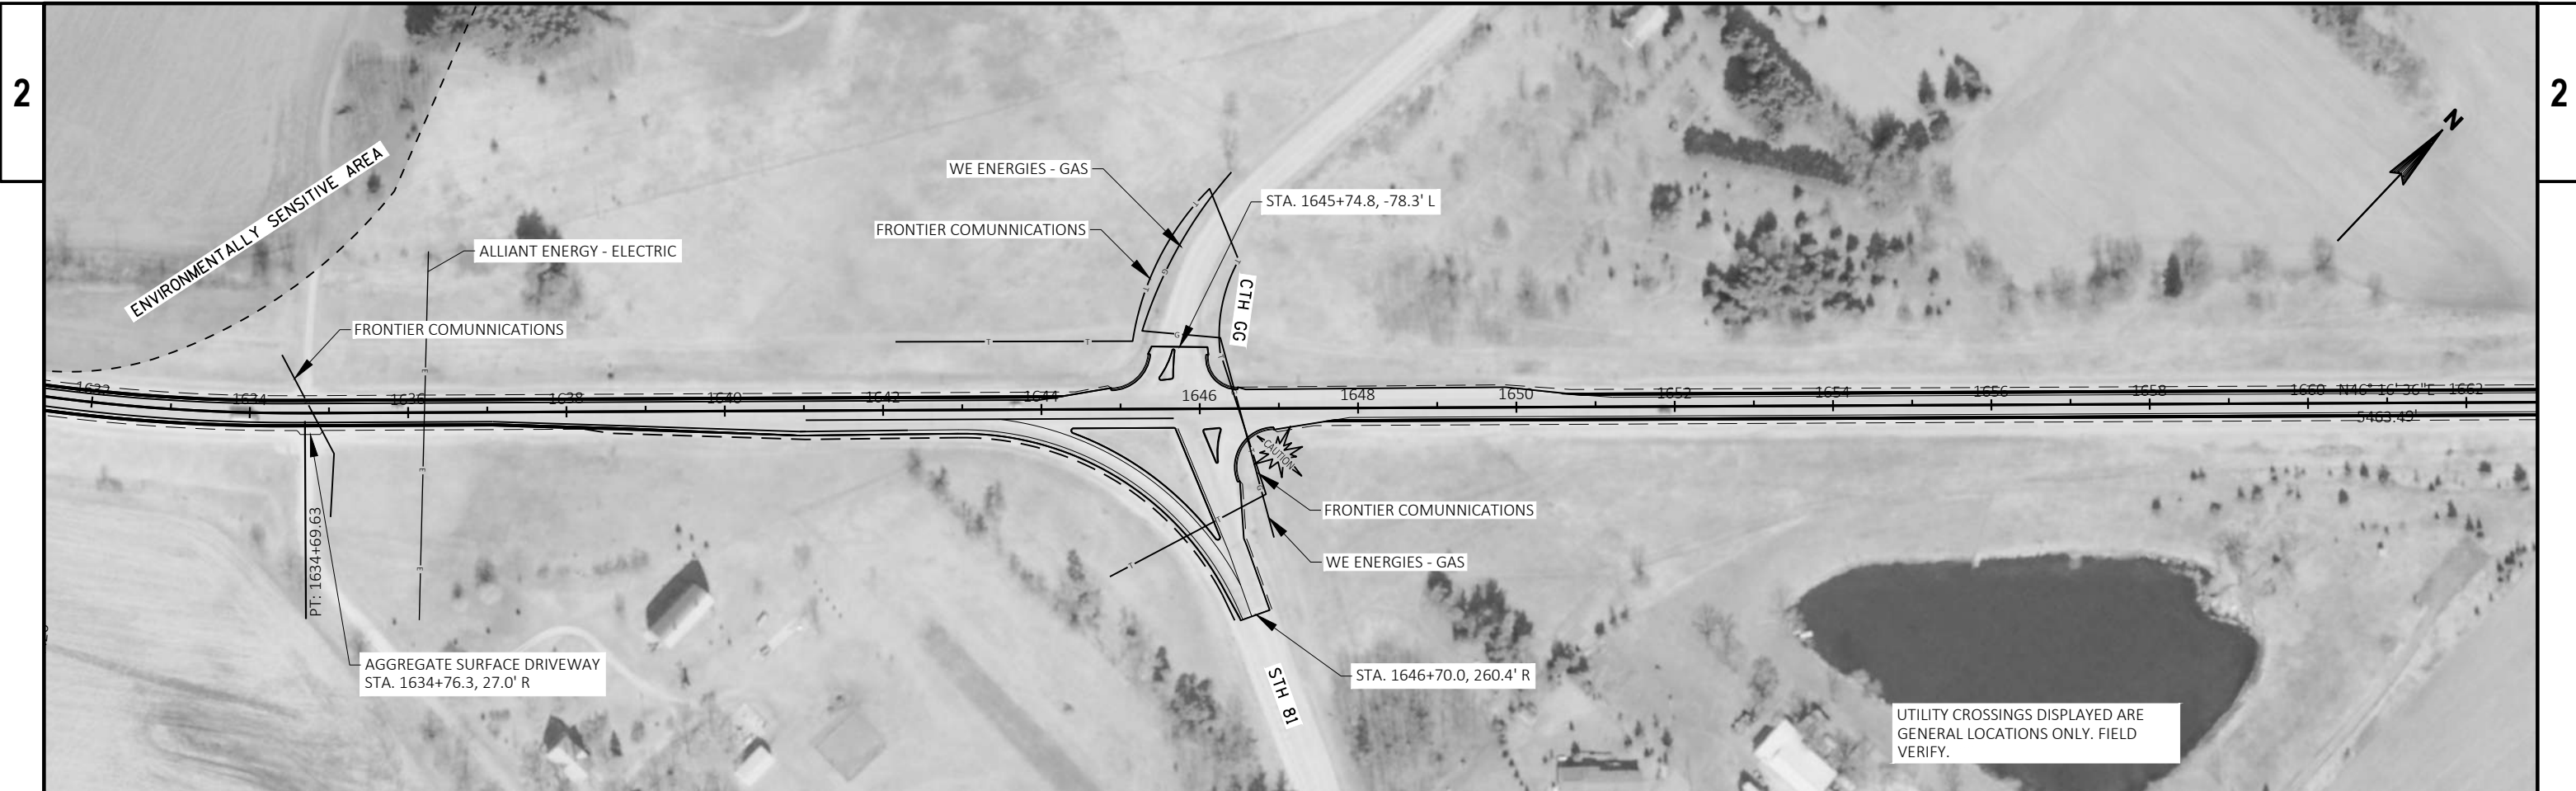 2
2
N
WE ENERGIES - GAS
STA. 1645+74.8, -78.3' L
FRONTIER COMUNNICATIONS
ENVIRONMENTALLY SENSITIVE AREA
ALLIANT ENERGY - ELECTRIC
CTH GG
FRONTIER COMUNNICATIONS
T
T
T
T
T
T
G
G
E
E
E
1632
1634
1636
1638
1640
1642
1644
1646
1648
1650
1652
1654
1656
1658
1660
N46° 16' 36"E
1662
5463.49'
CAUTION
G
T
T
FRONTIER COMUNNICATIONS
PT: 1634+69.63
WE ENERGIES - GAS
AGGREGATE SURFACE DRIVEWAY
STA. 1634+76.3, 27.0' R
STA. 1646+70.0, 260.4' R
STH 81
UTILITY CROSSINGS DISPLAYED ARE
GENERAL LOCATIONS ONLY. FIELD
VERIFY.